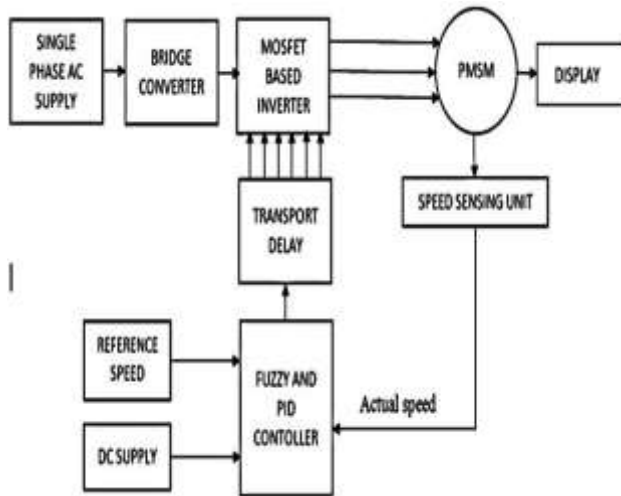 SINGLE
PHASE AC
SUPPLY
BRIDGE
CONVERTER
MOSFET
BASED
INVERTER
PMSM
DISPLAY
TRANSPORT
DELAY
SPEED SENSING UNIT
REFERENCE
SPEED
FUZZY AND
PID
CONTOLLER
Actual speed
DC SUPPLY